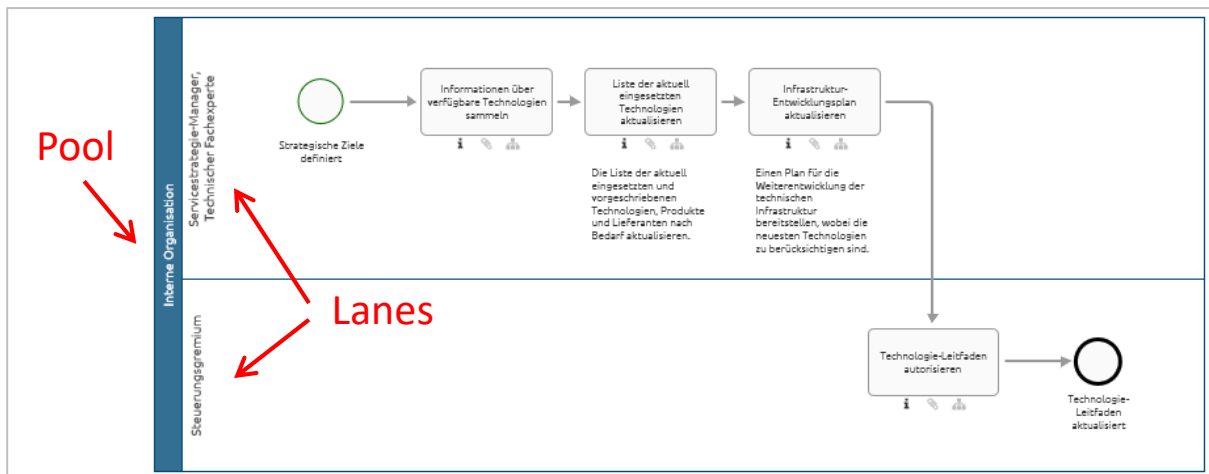 Pool
Interne Organisation
Servicestrategie-Manager,
Technischer Fachexperte
Strategische Ziele
definiert
Informationen über
verfügbare Technologien
sammeln
Liste der aktuell
eingesetzten
Technologien
aktualisieren
Infrastruktur-
Entwicklungsplan
aktualisieren
Die Liste der aktuell
eingesetzten und
vorgeschriebenen
Technologien, Produkte
und Lieferanten nach
Bedarf aktualisieren.
Einen Plan für die
Weiterentwicklung der
technischen
Infrastruktur
bereitstellen, wobei die
neuesten Technologien
zu berücksichtigen sind.
Lanes
Steuerungsgremium
Technologie-Leitfaden
autorisieren
Technologie-
Leitfaden
aktualisiert